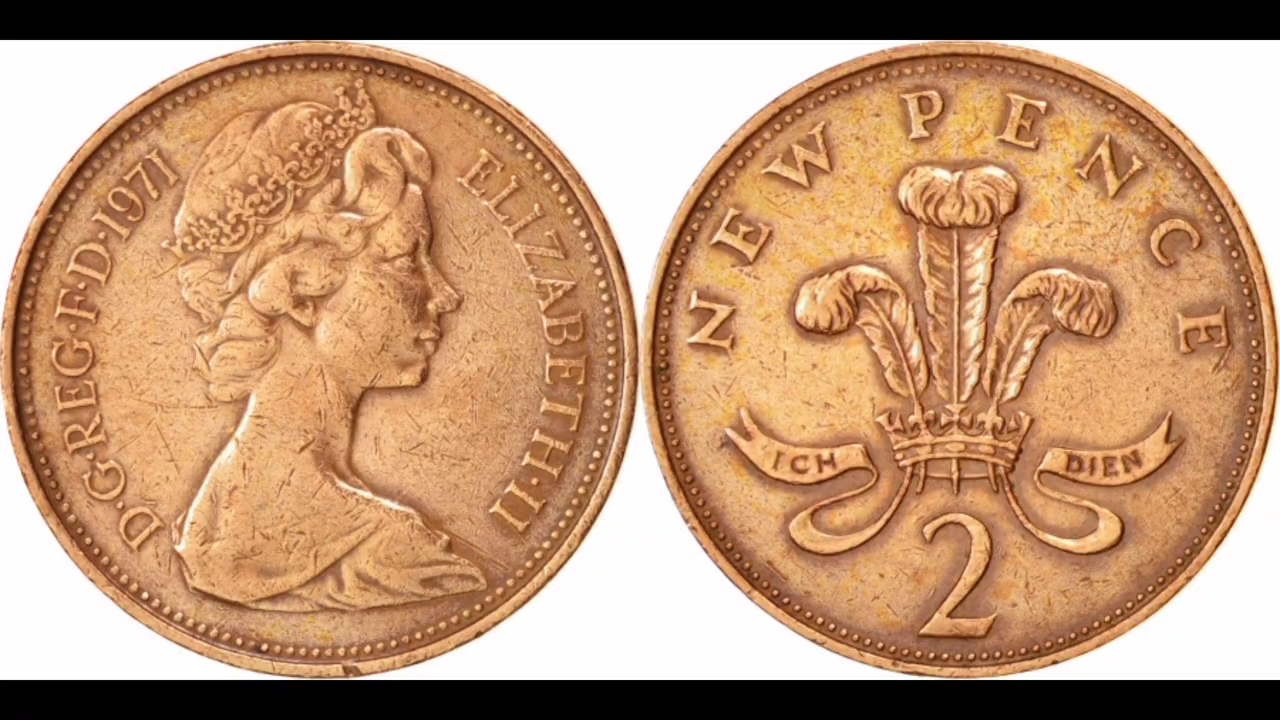 D·G·REG·F·D·1971
ELIZABETH·II
NEW PENCE
ICH DIEN
2